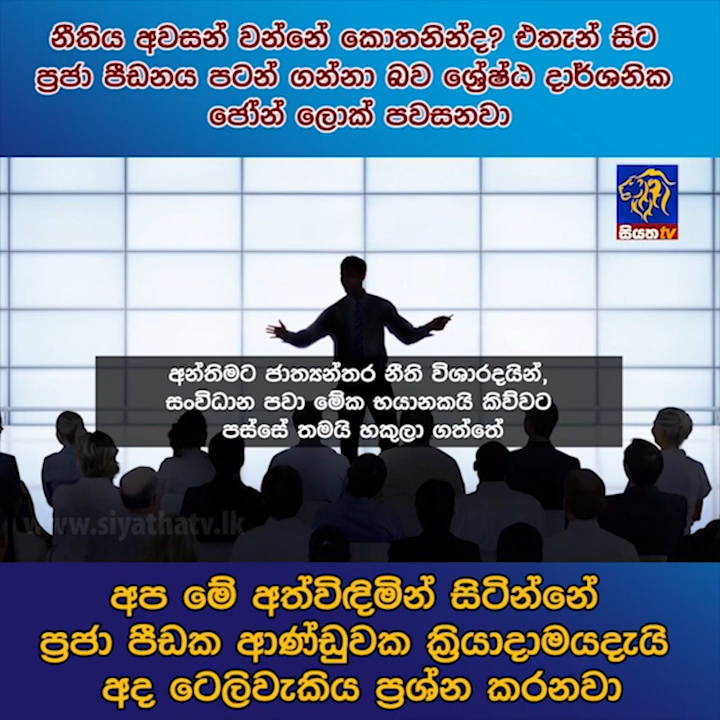 නීතිය අවසන් වන්නේ කොතනින්ද? එතැන් සිට
ප්‍රජා පීඩනය පටන් ගන්නා බව ශ්‍රේෂ්ඨ දාර්ශනික
ජෝන් ලොක් පවසනවා
සියත tv
අන්තිමට ජාත්‍යන්තර නීති විශාරදයින්,
සංවිධාන පවා මේක භයානකයි කිව්වට
පස්සේ තමයි හකුලා ගත්තේ
www.siyathatv.lk
අප මේ අත්විඳිමින් සිටින්නේ
ප්‍රජා පීඩක ආණ්ඩුවක ක්‍රියාදාමයදැයි
අද ටෙලිවැකිය ප්‍රශ්න කරනවා